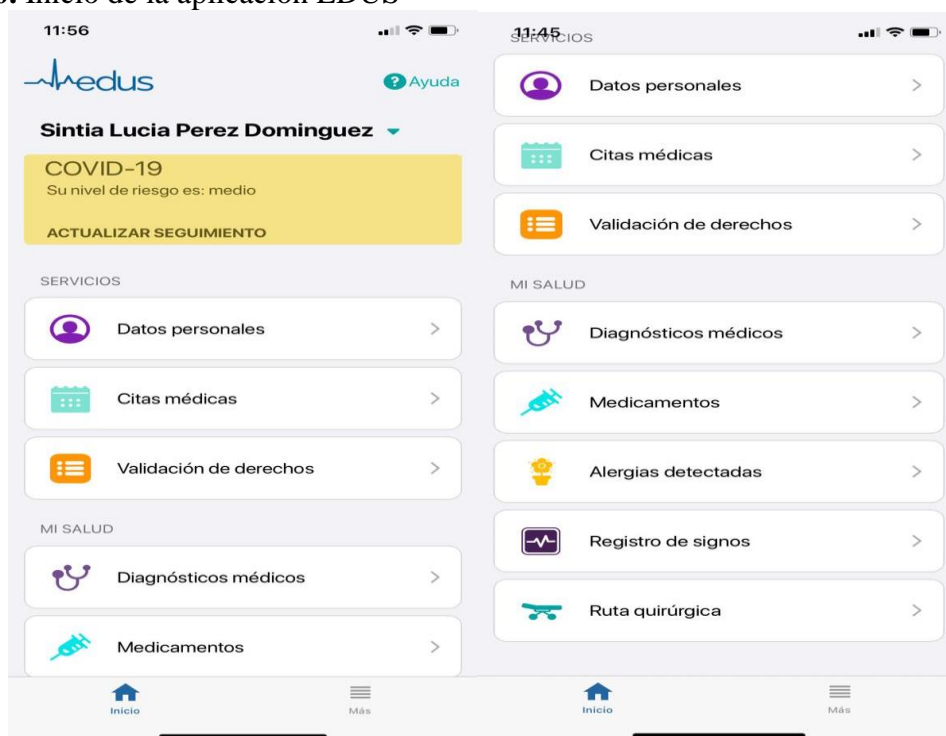 Inicio de la aplicación EDUS
11:56
edus
Ayuda
Sintia Lucia Perez Dominguez
COVID-19
Su nivel de riesgo es: medio
ACTUALIZAR SEGUIMIENTO
SERVICIOS
Datos personales
Citas médicas
Validación de derechos
MI SALUD
Diagnósticos médicos
Medicamentos
Inicio
Más
11:45
SERVICIOS
Datos personales
Citas médicas
Validación de derechos
MI SALUD
Diagnósticos médicos
Medicamentos
Alergias detectadas
Registro de signos
Ruta quirúrgica
Inicio
Más